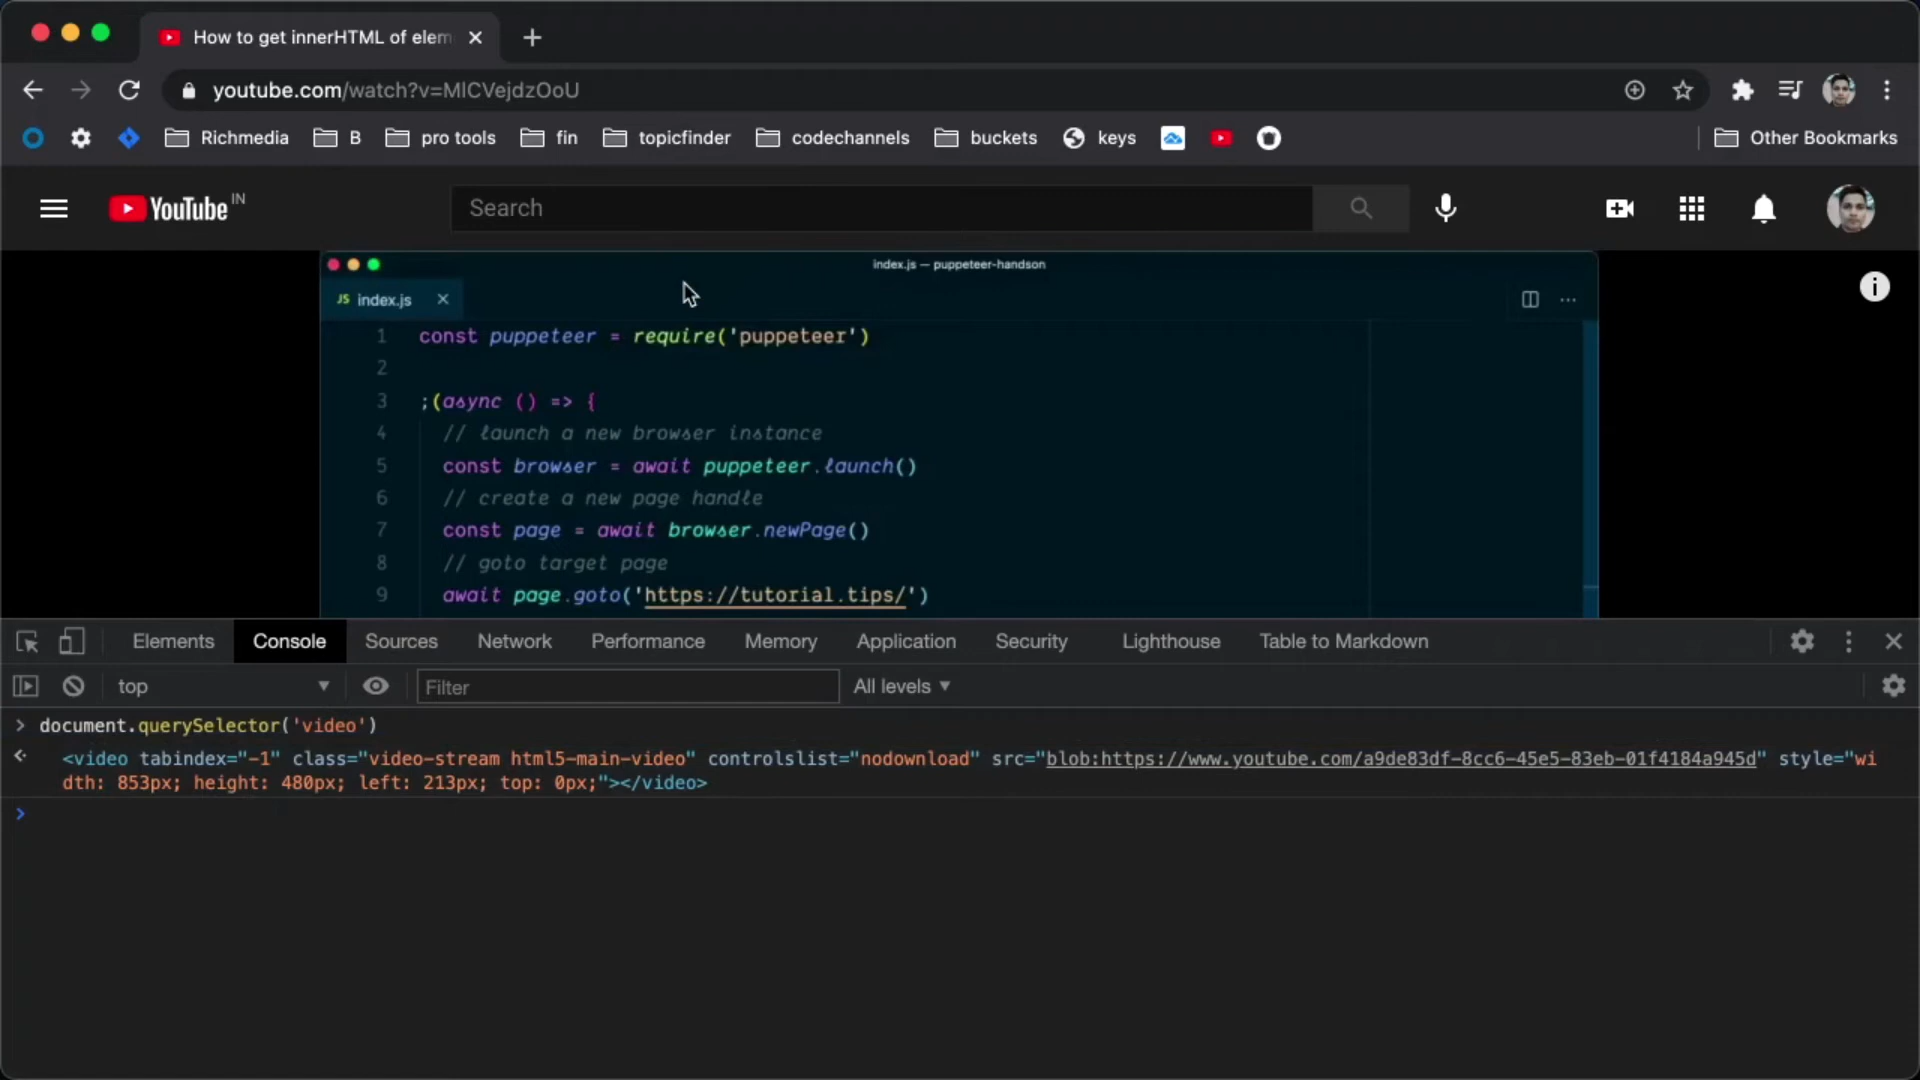 How to get innerHTML of elem
youtube.com/watch?v=MlCVejdzOoU
Richmedia B pro tools fin topicfinder codechannels buckets keys Other Bookmarks
YouTube IN Search
index.js — puppeteer-handson
JS index.js
1 const puppeteer = require('puppeteer')
2
3 ;(async () => {
4 // launch a new browser instance
5 const browser = await puppeteer.launch()
6 // create a new page handle
7 const page = await browser.newPage()
8 // goto target page
9 await page.goto('https://tutorial.tips/')
Elements Console Sources Network Performance Memory Application Security Lighthouse Table to Markdown
top Filter All levels
> document.querySelector('video')
<video tabindex="-1" class="video-stream html5-main-video" controlslist="nodownload" src="blob:https://www.youtube.com/a9de83df-8cc6-45e5-83eb-01f4184a945d" style="wi
dth: 853px; height: 480px; left: 213px; top: 0px;"></video>
>